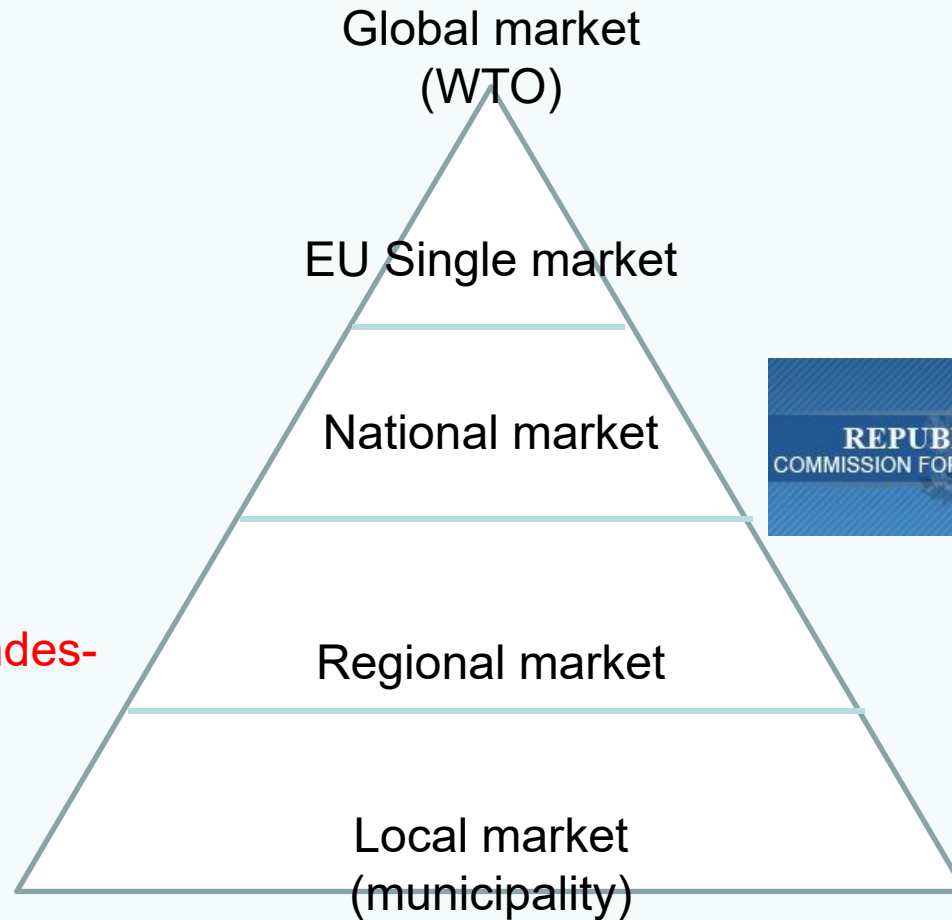 Global market
(WTO)
EU Single market
National market
REPUB
COMMISSION FOR
ndes-
Regional market
Local market
(municipality)